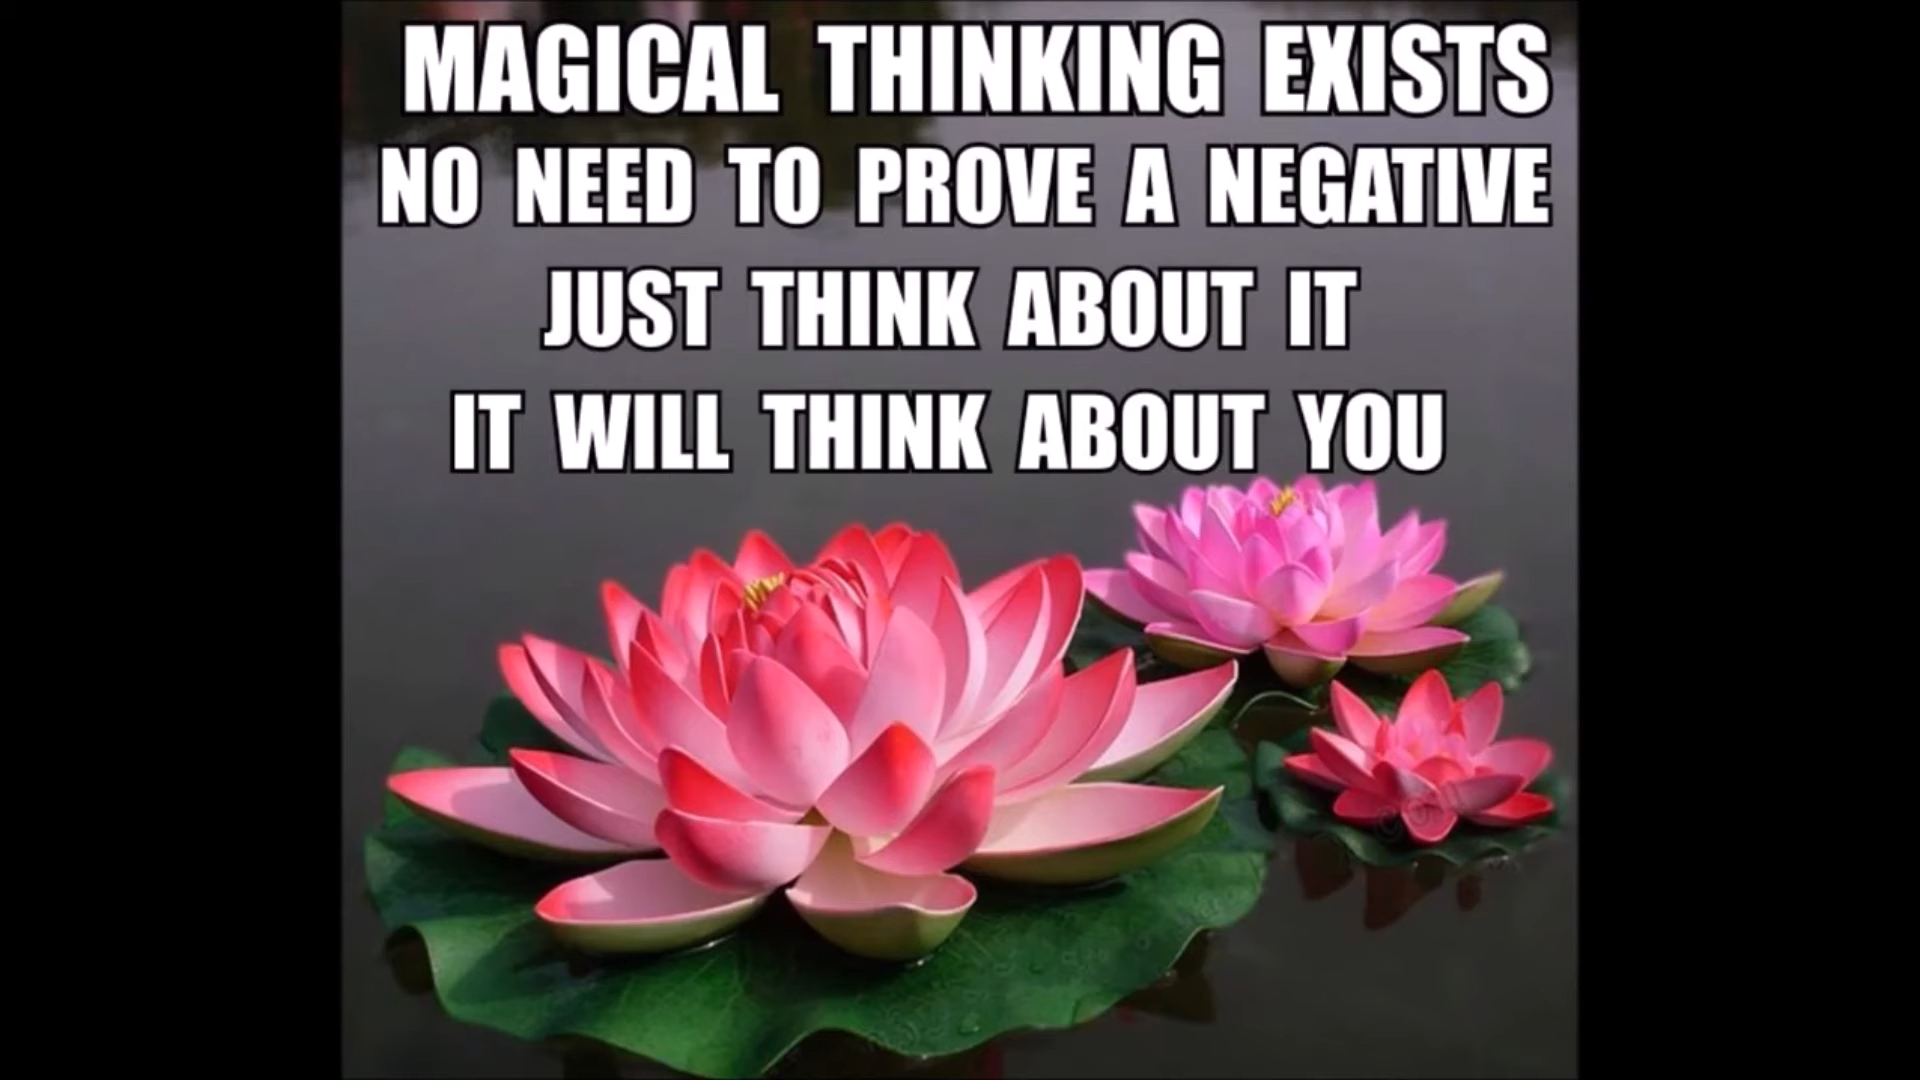 MAGICAL THINKING EXISTS
NO NEED TO PROVE A NEGATIVE
JUST THINK ABOUT IT
IT WILL THINK ABOUT YOU